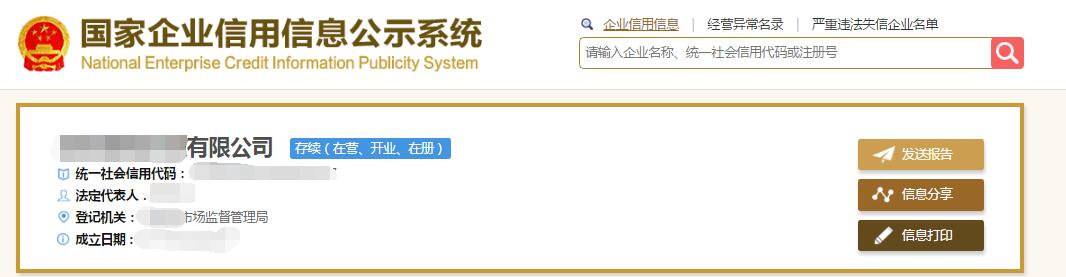 国家企业信用信息公示系统
National Enterprise Credit Information Publicity System
企业信用信息 | 经营异常名录 | 严重违法失信企业名单
请输入企业名称、统一社会信用代码或注册号
有限公司 存续（在营、开业、在册）
发送报告
统一社会信用代码：
法定代表人：
信息分享
登记机关： 市场监督管理局
成立日期：
信息打印